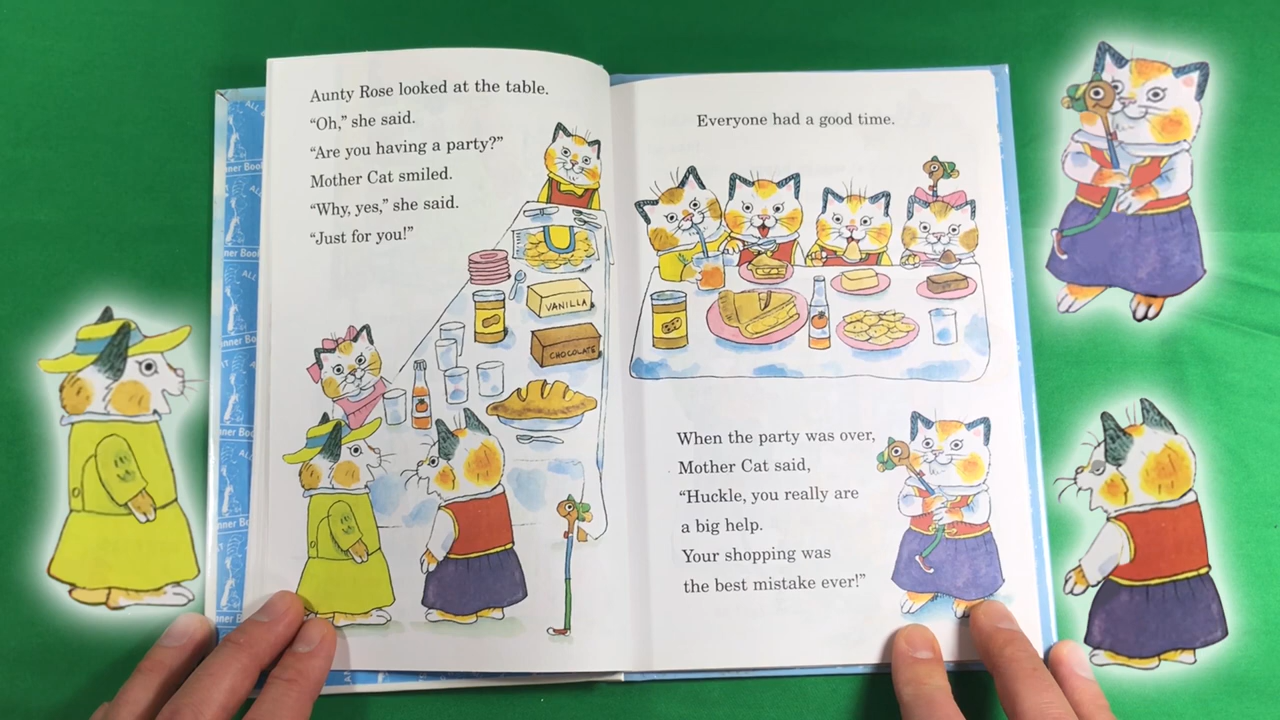 Aunty Rose looked at the table.
“Oh,” she said.
“Are you having a party?”
Mother Cat smiled.
“Why, yes,” she said.
“Just for you!”
VANILLA
CHOCOLATE
Everyone had a good time.
When the party was over,
Mother Cat said,
“Huckle, you really are
a big help.
Your shopping was
the best mistake ever!”